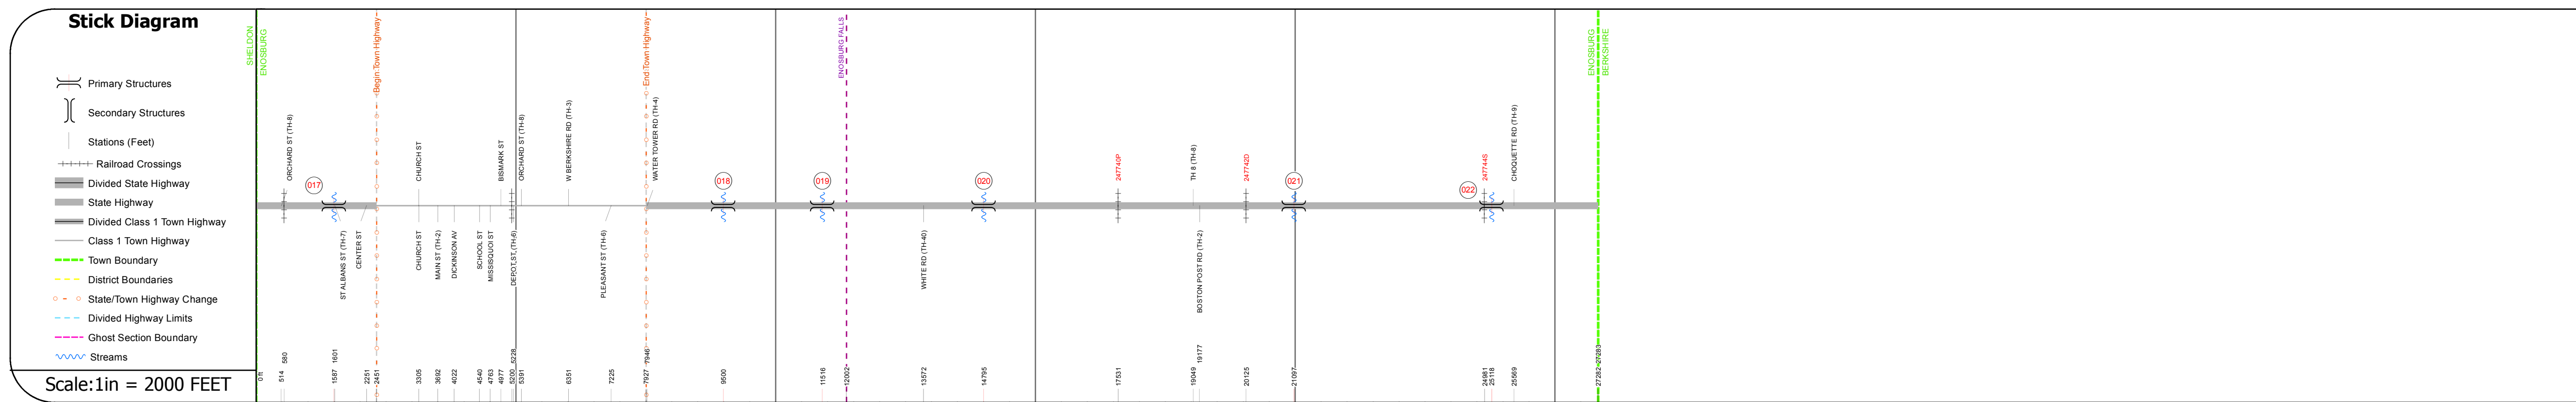 Stick Diagram
Primary Structures
Secondary Structures
Stations (Feet)
Railroad Crossings
Divided State Highway
State Highway
Divided Class 1 Town Highway
Class 1 Town Highway
Town Boundary
District Boundaries
State/Town Highway Change
Divided Highway Limits
Ghost Section Boundary
Streams
Scale:1in = 2000 FEET
SHELDON
ENOSBURG
Begin Town Highway
End Town Highway
ENOSBURG FALLS
ENOSBURG
BERKSHIRE
ORCHARD ST (TH-8)
CHURCH ST
BISMARK ST
ORCHARD ST (TH-8)
W BERKSHIRE RD (TH-3)
WATER TOWER RD (TH-4)
247740P
TH 8 (TH-8)
247742D
247744S
CHOQUETTE RD (TH-9)
017
018
019
020
021
022
ST ALBANS ST (TH-7)
CENTER ST
CHURCH ST
MAIN ST (TH-2)
DICKINSON AV
SCHOOL ST
MISSISQUOI ST
DEPOT ST (TH-6)
PLEASANT ST (TH-6)
WHITE RD (TH-40)
BOSTON POST RD (TH-2)
0 ft
514
580
1587
1601
2251
2451
3305
3692
4022
4540
4763
4977
5200
5228
5391
6351
7225
7927
7946
9500
11516
12002
13572
14795
17531
19049
19177
20125
21097
24981
25118
25569
27282
27283